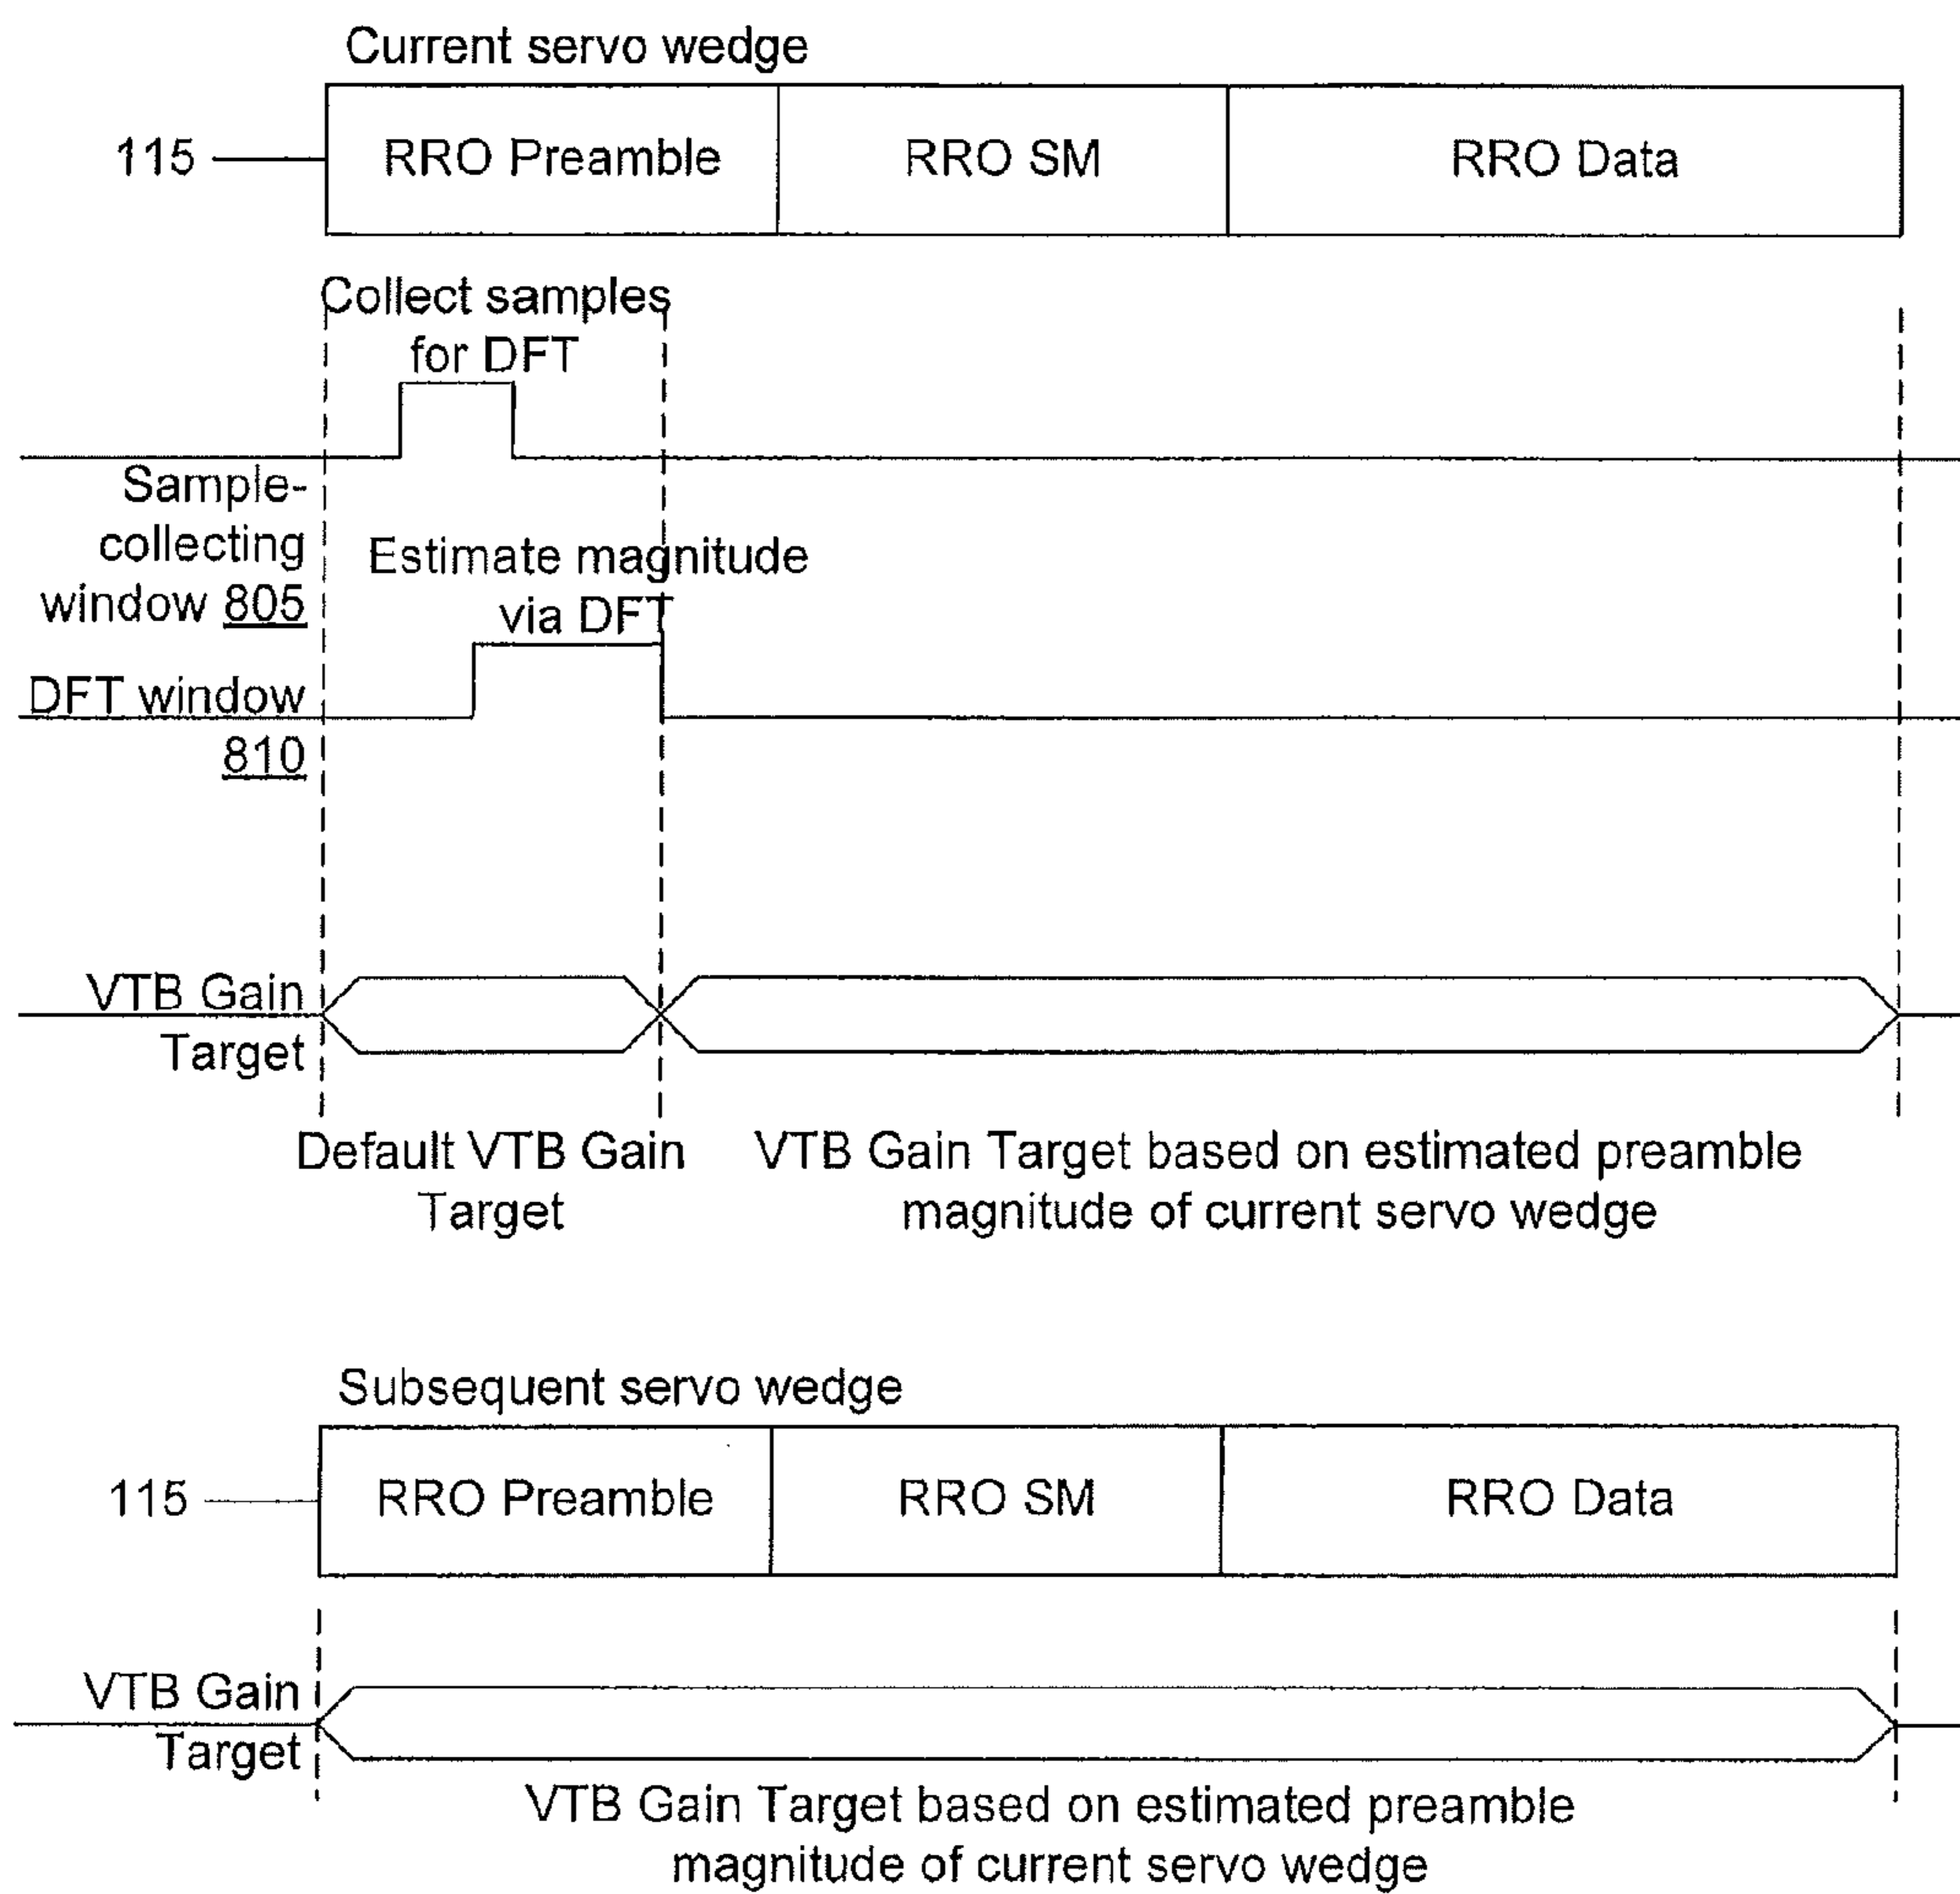 Current servo wedge
115
RRO Preamble
RRO SM
RRO Data
Collect samples
for DFT
Sample-
collecting
window 805
Estimate magnitude
via DFT
DFT window
810
VTB Gain
Target
Default VTB Gain
Target
VTB Gain Target based on estimated preamble
magnitude of current servo wedge
Subsequent servo wedge
115
RRO Preamble
RRO SM
RRO Data
VTB Gain
Target
VTB Gain Target based on estimated preamble
magnitude of current servo wedge